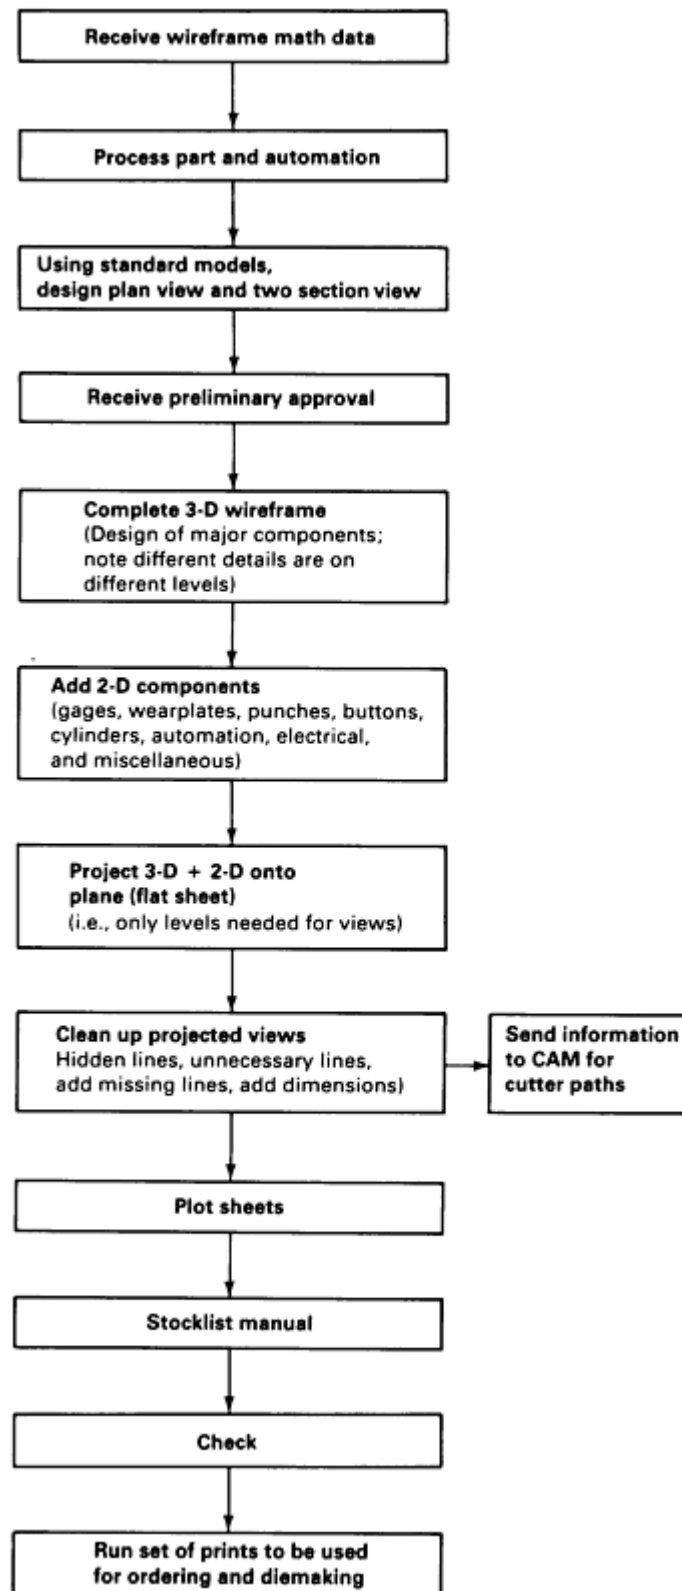 Receive wireframe math data
Process part and automation
Using standard models,
design plan view and two section view
Receive preliminary approval
Complete 3-D wireframe
(Design of major components;
note different details are on
different levels)
Add 2-D components
(gages, wearplates, punches, buttons,
cylinders, automation, electrical,
and miscellaneous)
Project 3-D + 2-D onto
plane (flat sheet)
(i.e., only levels needed for views)
Clean up projected views
Hidden lines, unnecessary lines,
add missing lines, add dimensions)
Send information
to CAM for
cutter paths
Plot sheets
Stocklist manual
Check
Run set of prints to be used
for ordering and diemaking